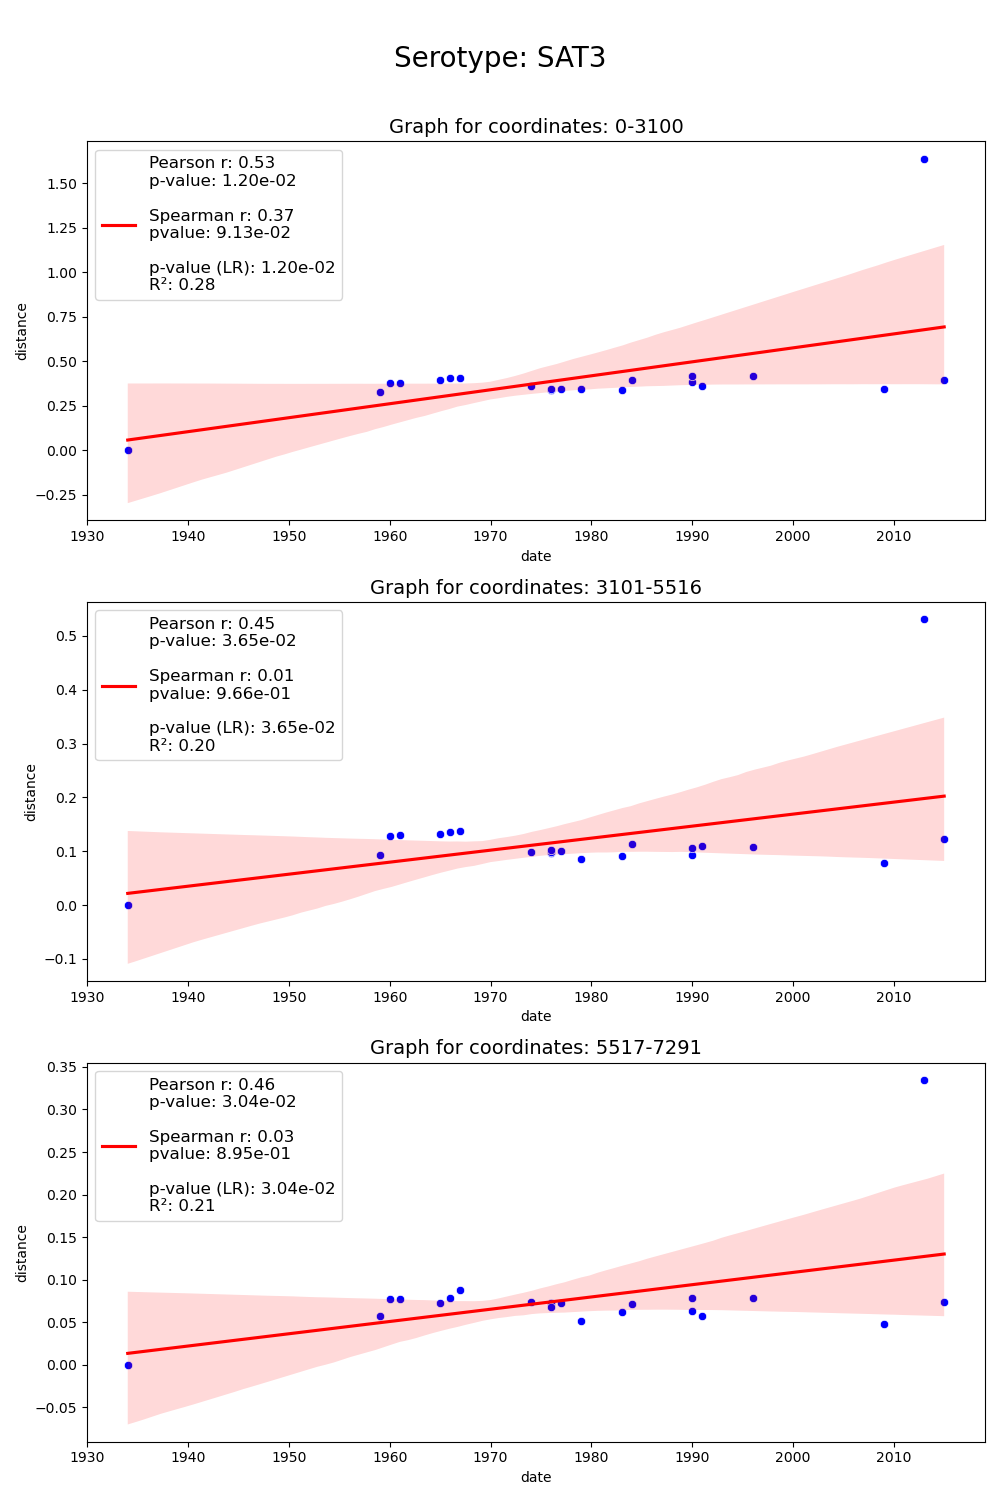 Serotype: SAT3
Graph for coordinates: 0-3100
Pearson r: 0.53
p-value: 1.20e-02
Spearman r: 0.37
pvalue: 9.13e-02
p-value (LR): 1.20e-02
R²: 0.28
1.50
1.25
1.00
0.75
0.50
0.25
0.00
−0.25
distance
1930 1940 1950 1960 1970 1980 1990 2000 2010
date
Graph for coordinates: 3101-5516
Pearson r: 0.45
p-value: 3.65e-02
Spearman r: 0.01
pvalue: 9.66e-01
p-value (LR): 3.65e-02
R²: 0.20
0.5
0.4
0.3
0.2
0.1
0.0
−0.1
distance
1930 1940 1950 1960 1970 1980 1990 2000 2010
date
Graph for coordinates: 5517-7291
Pearson r: 0.46
p-value: 3.04e-02
Spearman r: 0.03
pvalue: 8.95e-01
p-value (LR): 3.04e-02
R²: 0.21
0.35
0.30
0.25
0.20
0.15
0.10
0.05
0.00
−0.05
distance
1930 1940 1950 1960 1970 1980 1990 2000 2010
date